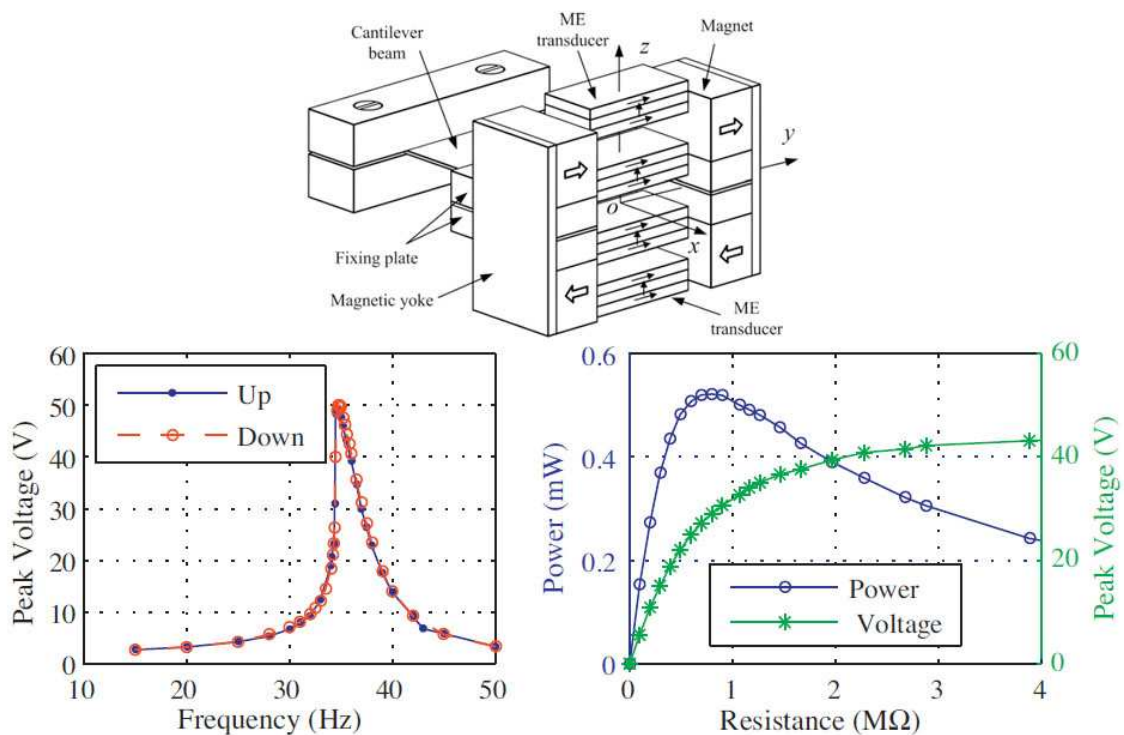 ME
transducer
Cantilever
beam
z
Magnet
y
o
x
Fixing plate
Magnetic yoke
ME
transducer
60
50
40
30
20
10
0
Up
Down
Peak Voltage (V)
10
20
30
40
50
Frequency (Hz)
0.6
0.4
0.2
0
Power (mW)
Power
Voltage
60
40
20
0
Peak Voltage (V)
0
1
2
3
4
Resistance (MΩ)